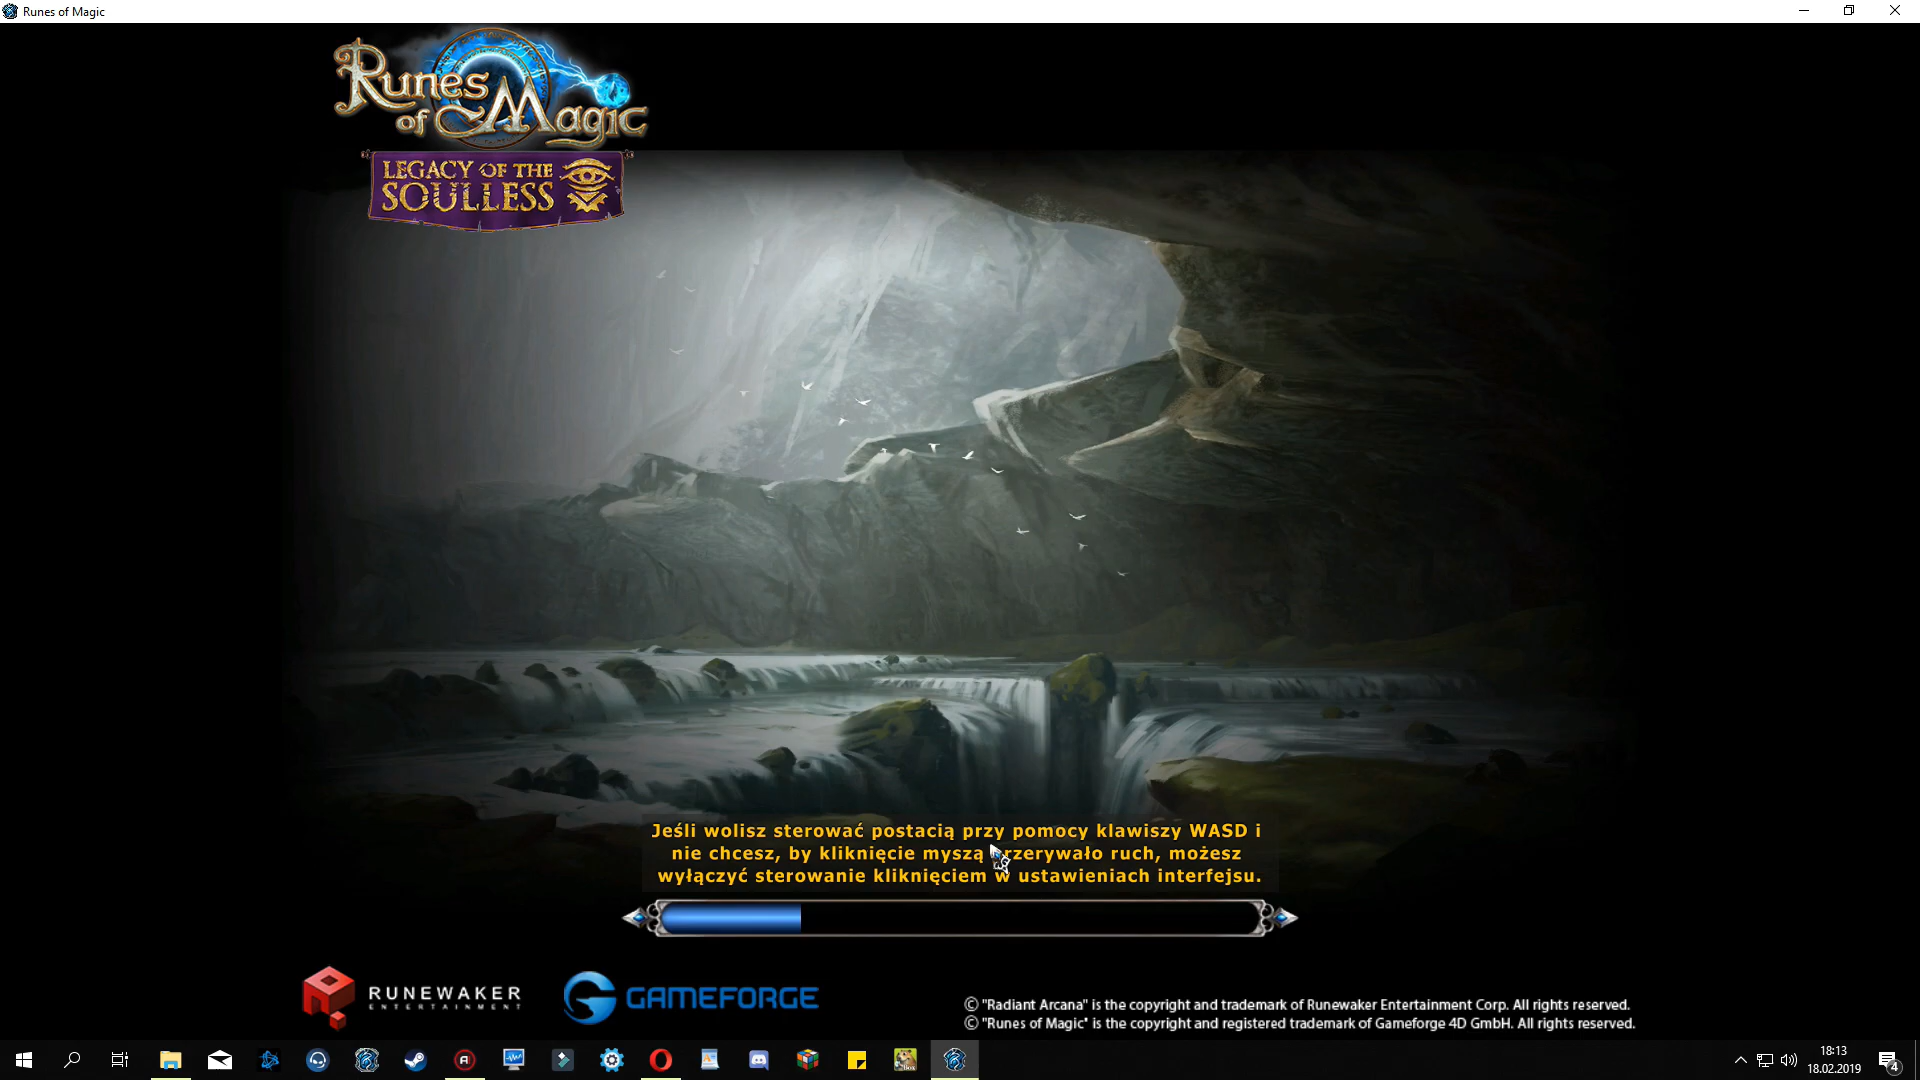 Runes of Magic
Runes
of Magic
LEGACY OF THE
SOULLESS
Jeśli wolisz sterować postacią przy pomocy klawiszy WASD i
nie chcesz, by kliknięcie myszą rzerywało ruch, możesz
wyłączyć sterowanie kliknięciem w ustawieniach interfejsu.
RUNEWAKER
ENTERTAINMENT
GAMEFORGE
© "Radiant Arcana" is the copyright and trademark of Runewaker Entertainment Corp. All rights reserved.
© "Runes of Magic" is the copyright and registered trademark of Gameforge 4D GmbH. All rights reserved.
18:13
18.02.2019
4